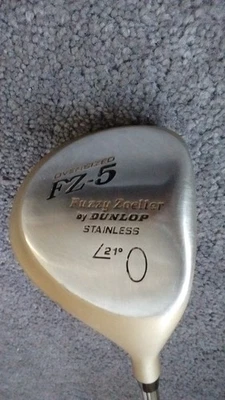 OVERSIZED
FZ-5
Fuzzy Zoeller
by DUNLOP
STAINLESS
∠21°